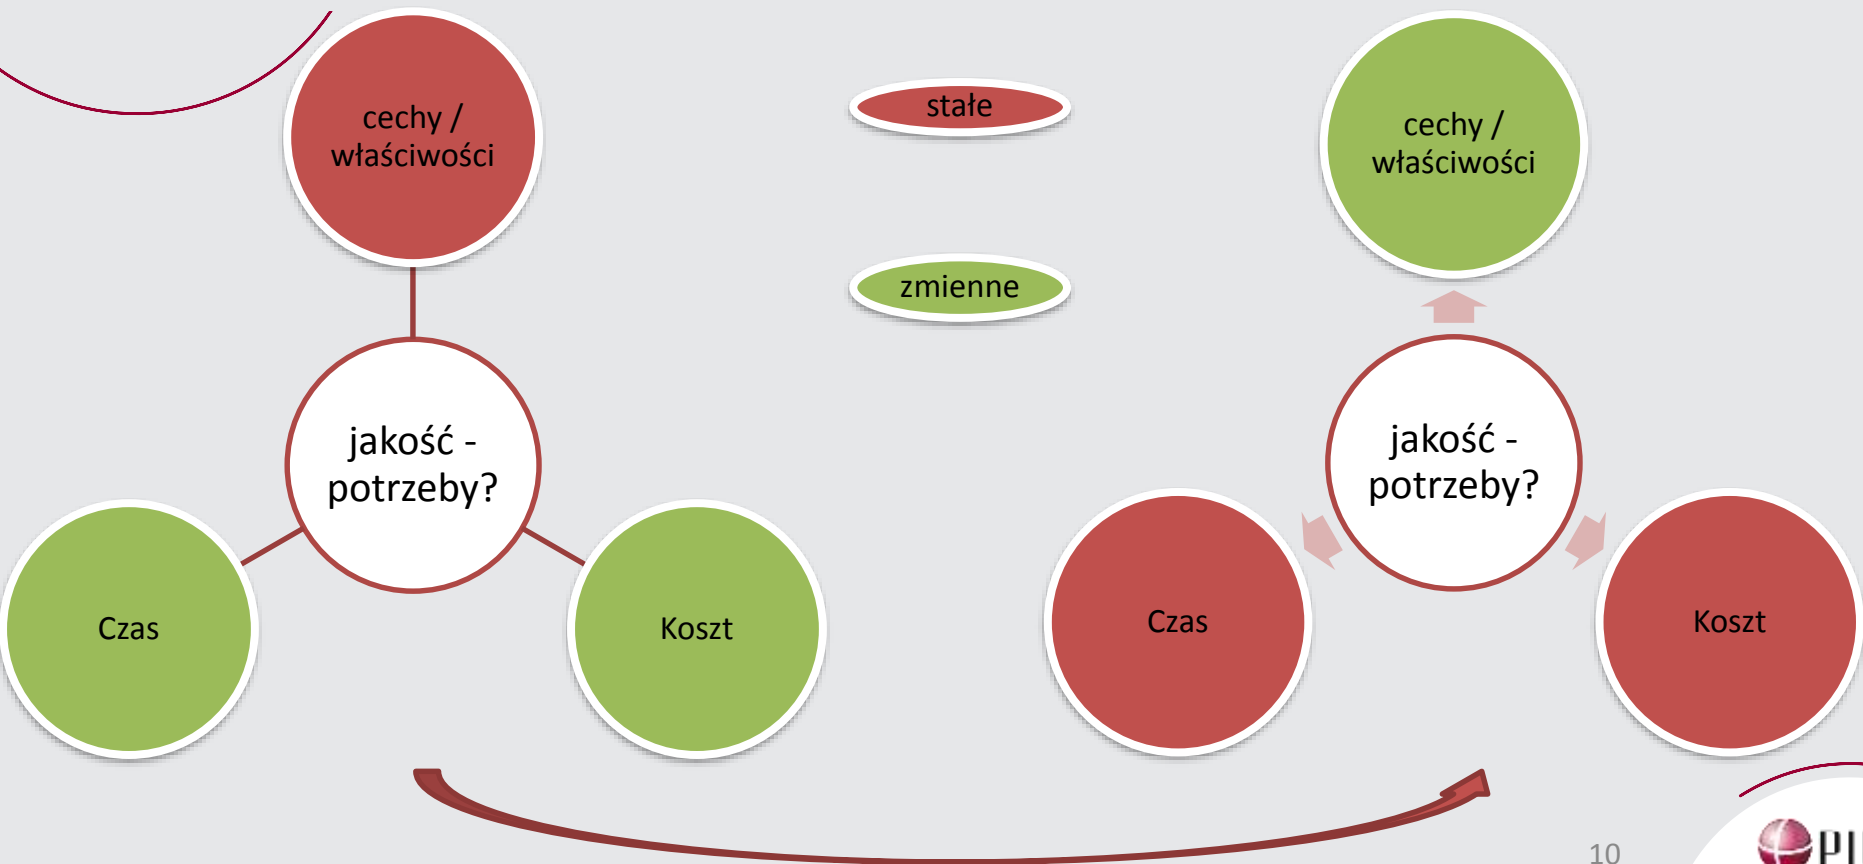 cechy /
właściwości
jakość -
potrzeby?
Czas
Koszt
stałe
zmienne
cechy /
właściwości
jakość -
potrzeby?
Czas
Koszt
10